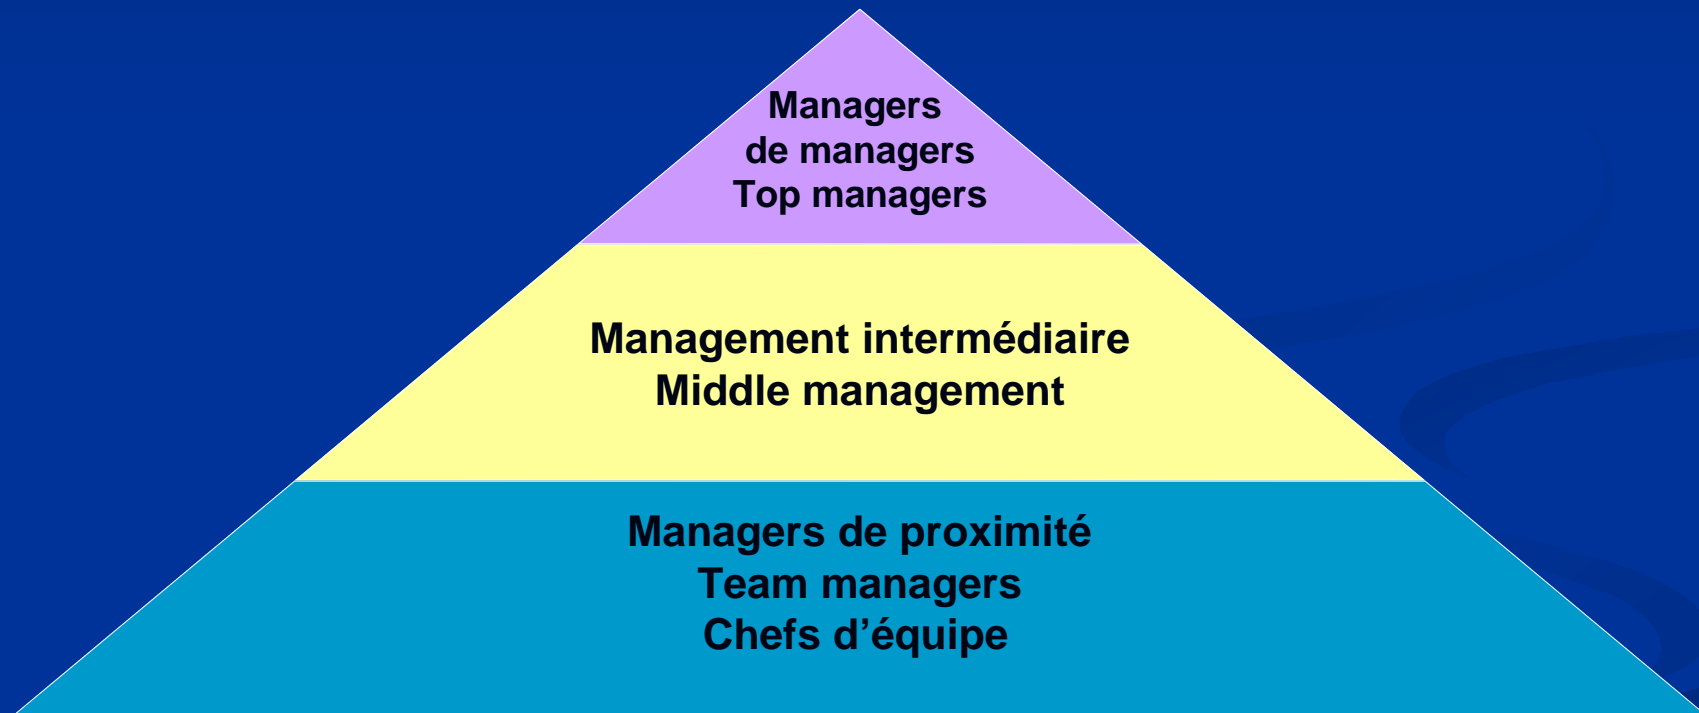 Managers
de managers
Top managers
Management intermédiaire
Middle management
Managers de proximité
Team managers
Chefs d’équipe